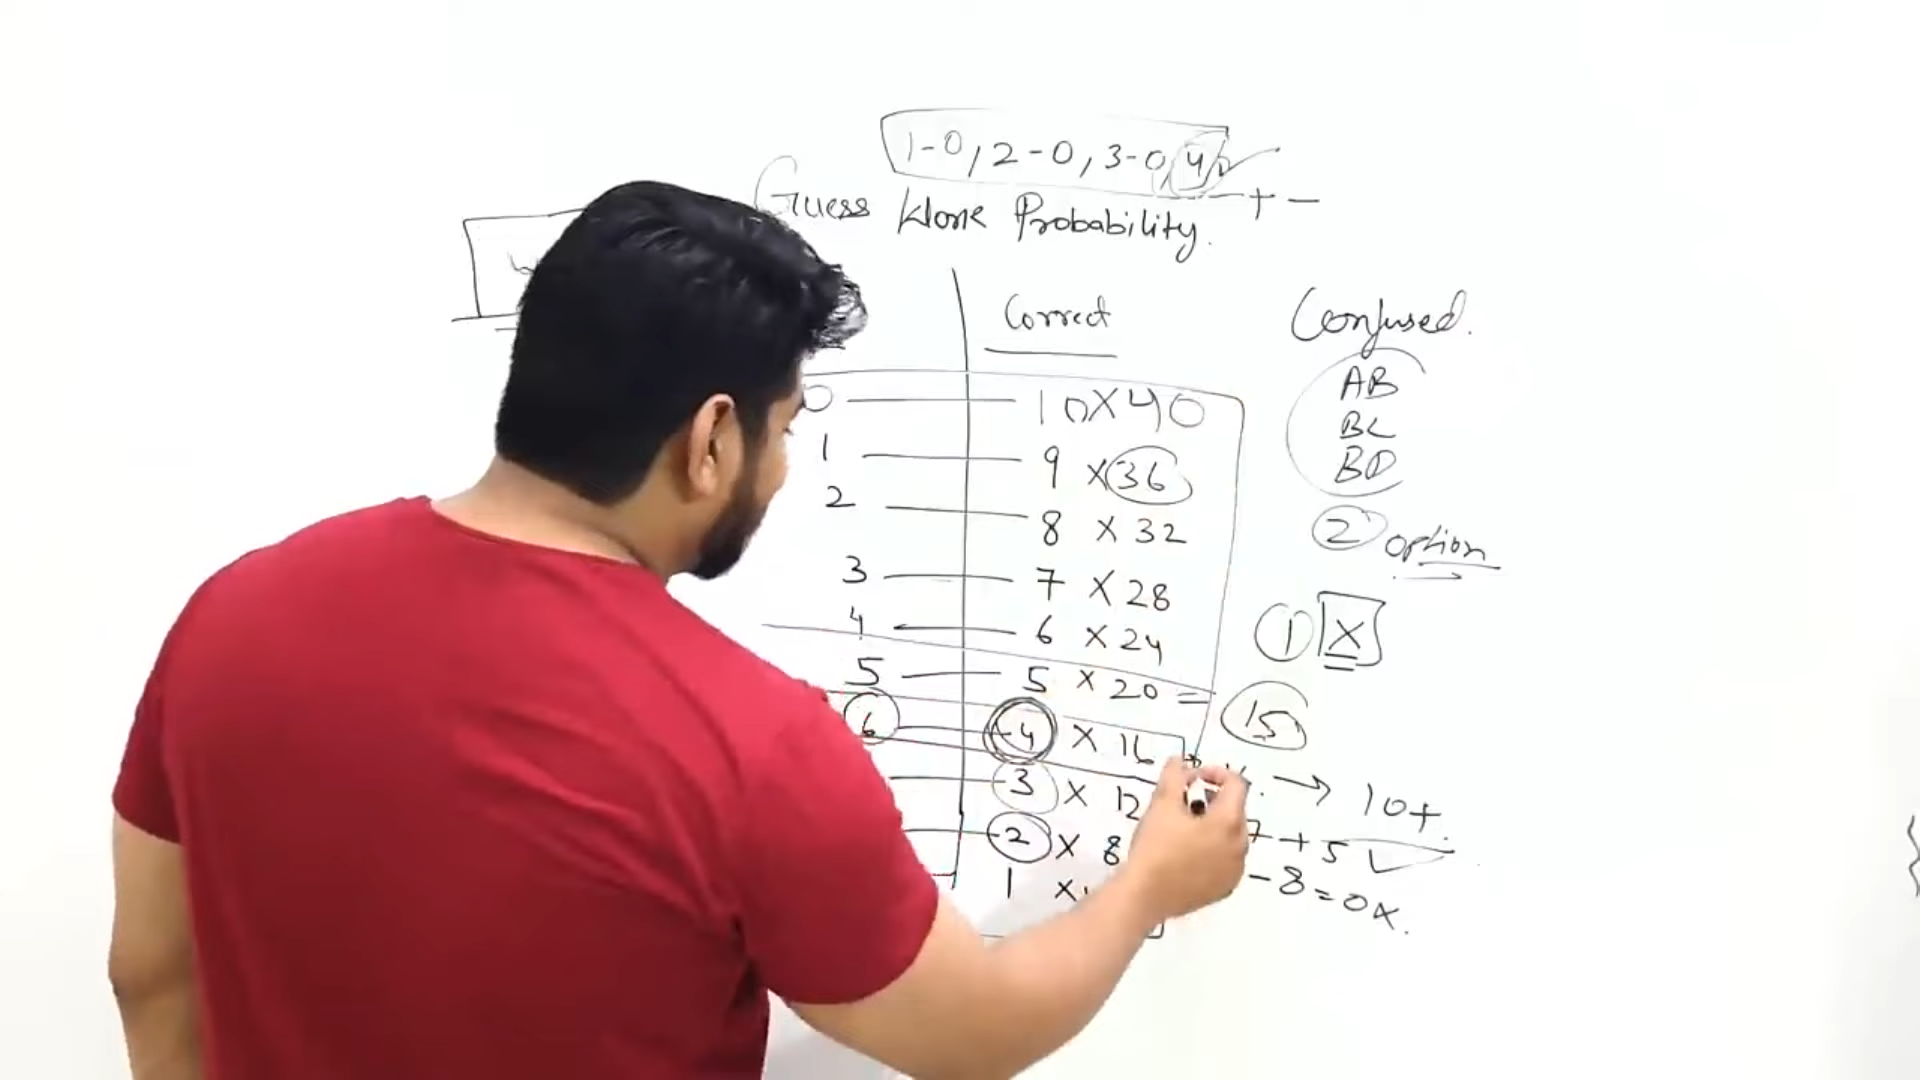 1-0, 2-0, 3-0, 4
+ -
Guess Work Probability.
W
Correct
Confused.
0 10 X 40
AB
1 9 X 36
BC
BD
2 8 X 32
2 option
3 7 X 28
4 6 X 24
1 X
5 5 X 20 =
15
6 4 X 16
3 X 12
→ 10+.
2 X 8
7 + 5 ✓
1 X
- 8 = 0 X.